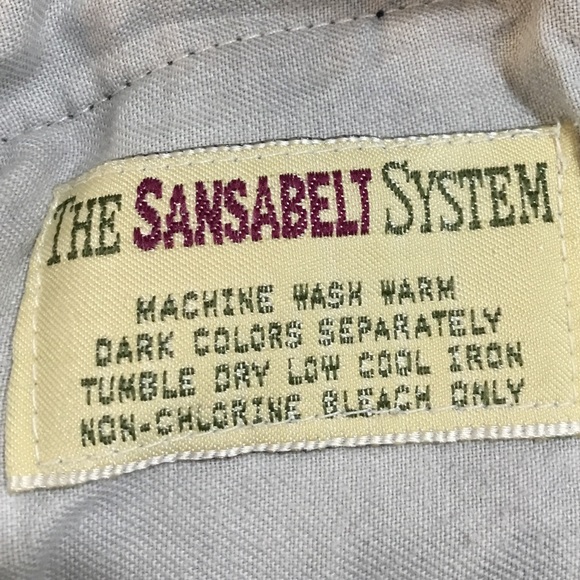 THE SANSABELT SYSTEM
MACHINE WASH WARM
DARK COLORS SEPARATELY
TUMBLE DRY LOW COOL IRON
NON-CHLORINE BLEACH ONLY